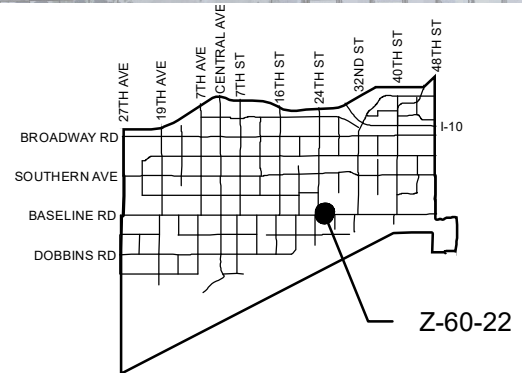 27TH AVE
19TH AVE
7TH AVE
CENTRAL AVE
7TH ST
16TH ST
24TH ST
32ND ST
40TH ST
48TH ST
I-10
BROADWAY RD
SOUTHERN AVE
BASELINE RD
DOBBINS RD
Z-60-22